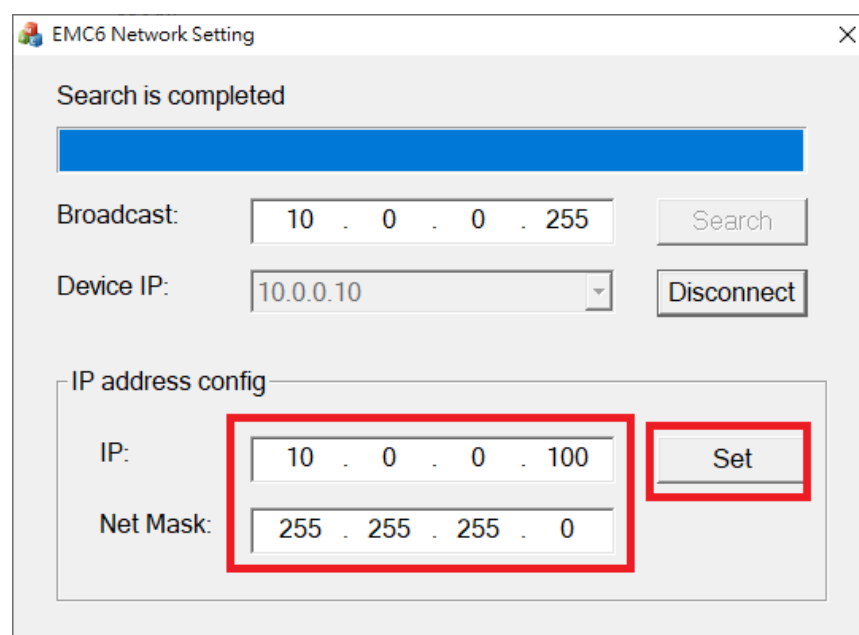 EMC6 Network Setting
Search is completed
Broadcast: 10 . 0 . 0 . 255 Search
Device IP: 10.0.0.10 Disconnect
IP address config
IP: 10 . 0 . 0 . 100 Set
Net Mask: 255 . 255 . 255 . 0